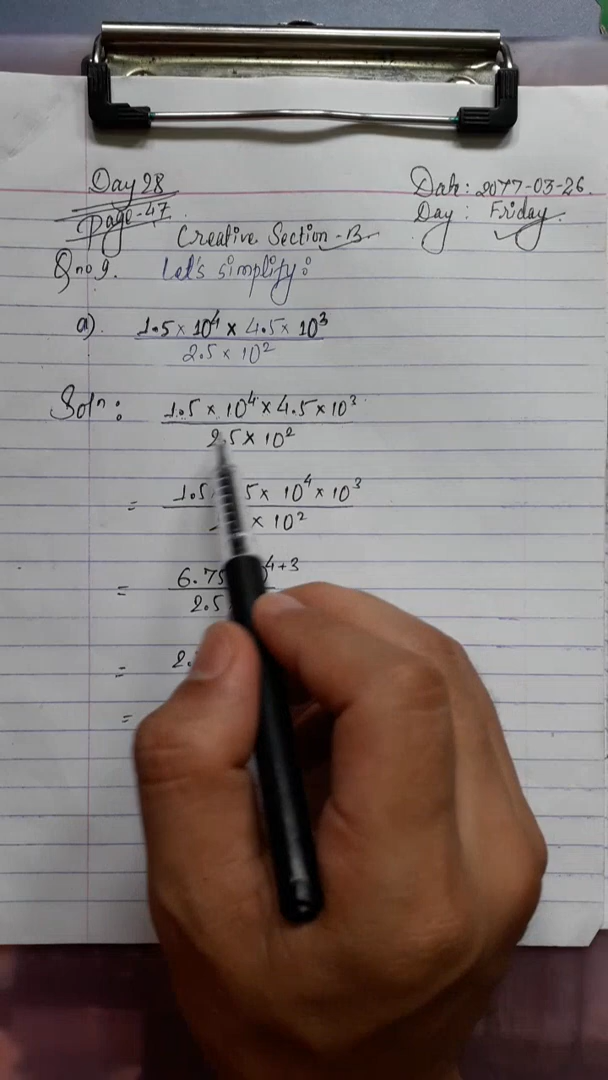 Day 28
Date: 2077-03-26.
Page-47
Day: Friday
Creative Section-B
Q no 9. Let's simplify:
a). 1.5 × 10⁴ × 4.5 × 10³
2.5 × 10²
Solⁿ: 1.5 × 10⁴ × 4.5 × 10³
2.5 × 10²
= 1.5 5 × 10⁴ × 10³
× 10²
= 6.75 4+3
2.5
= 2.
=